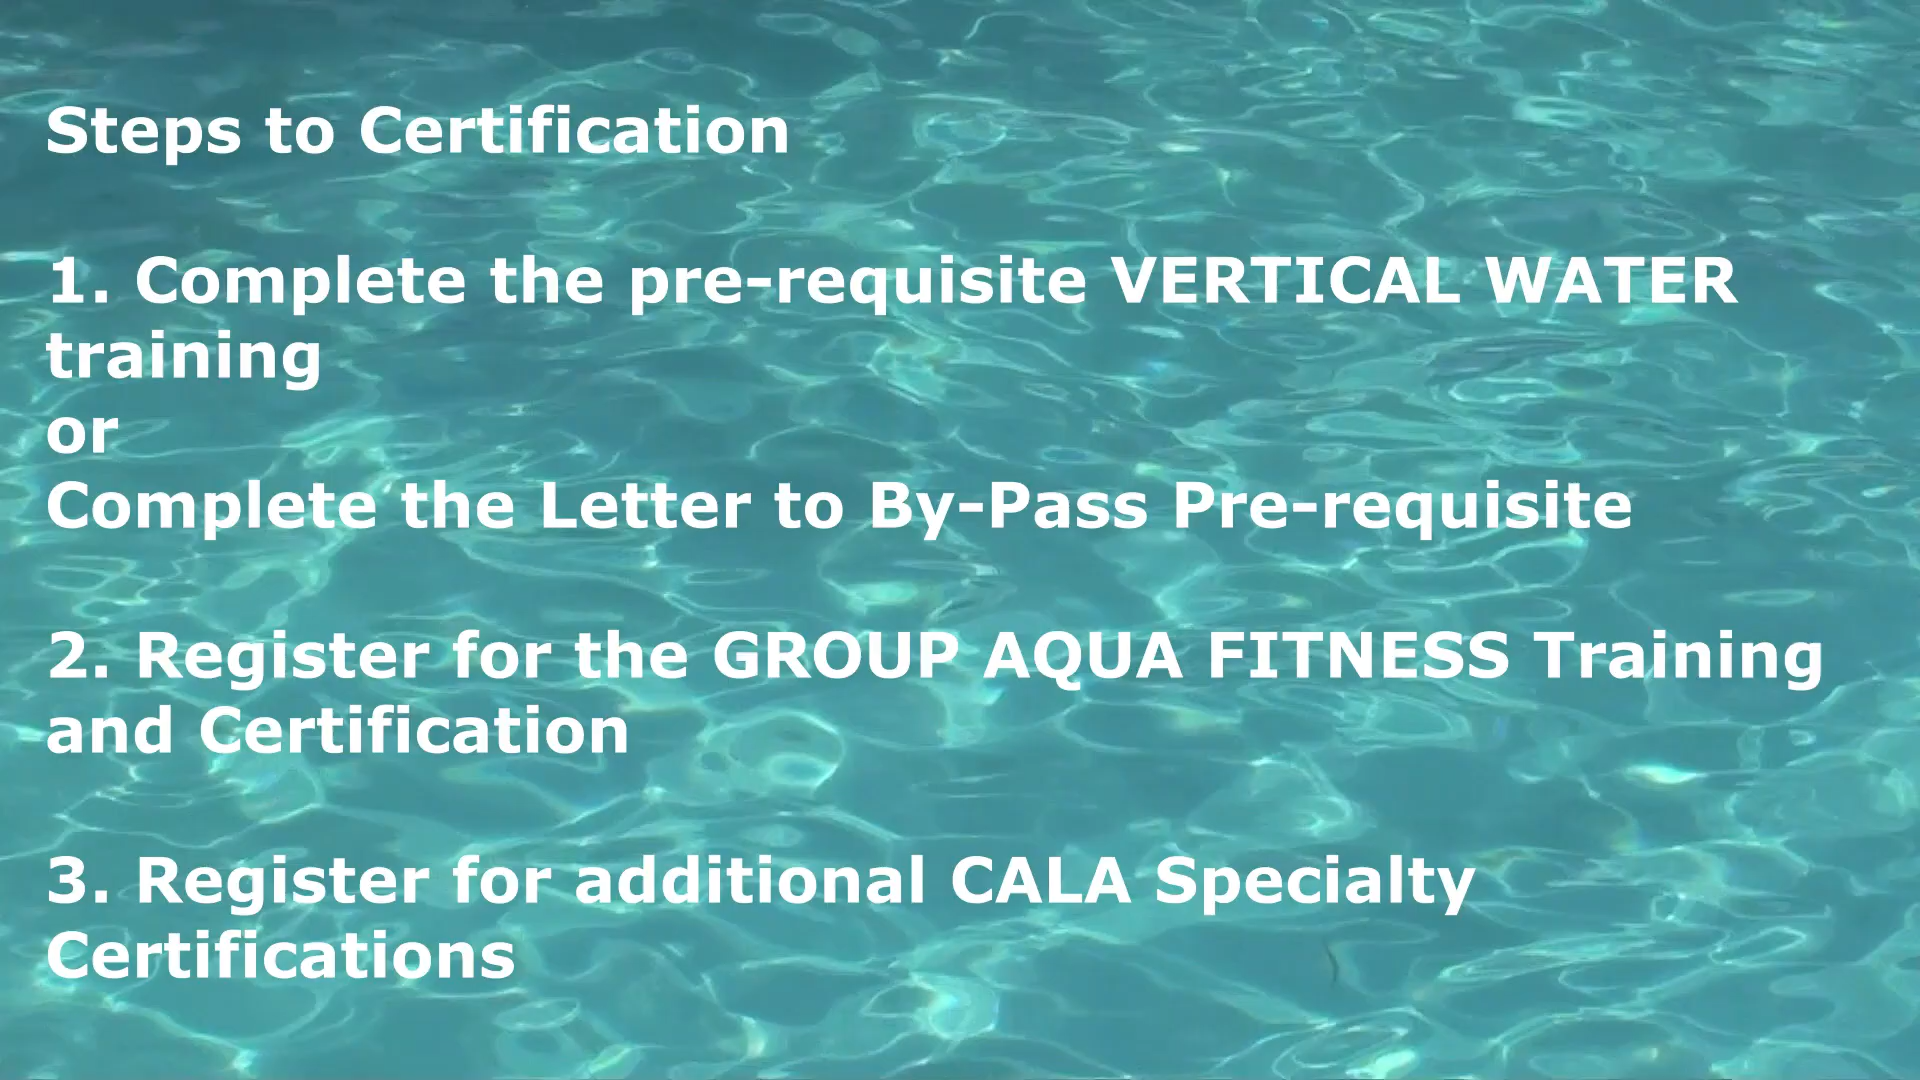 Steps to Certification
1. Complete the pre-requisite VERTICAL WATER
training
or
Complete the Letter to By-Pass Pre-requisite
2. Register for the GROUP AQUA FITNESS Training
and Certification
3. Register for additional CALA Specialty
Certifications